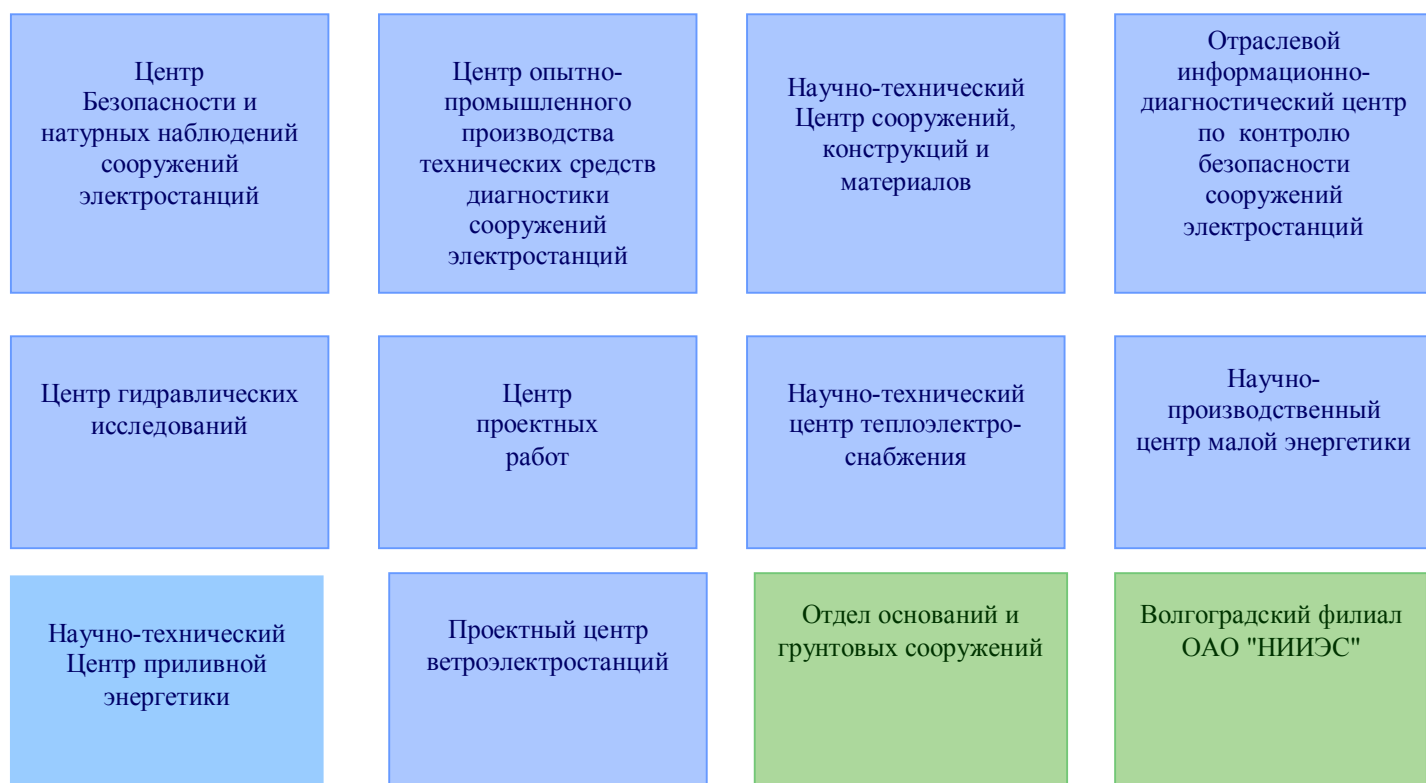 Центр
Безопасности и
натурных наблюдений
сооружений
электростанций
Центр опытно-
промышленного
производства
технических средств
диагностики
сооружений
электростанций
Научно-технический
Центр сооружений,
конструкций и
материалов
Отраслевой
информационно-
диагностический центр
по контролю
безопасности
сооружений
электростанций
Центр гидравлических
исследований
Центр
проектных
работ
Научно-технический
центр теплоэлектро-
снабжения
Научно-
производственный
центр малой энергетики
Научно-технический
Центр приливной
энергетики
Проектный центр
ветроэлектростанций
Отдел оснований и
грунтовых сооружений
Волгоградский филиал
ОАО "НИИЭС"